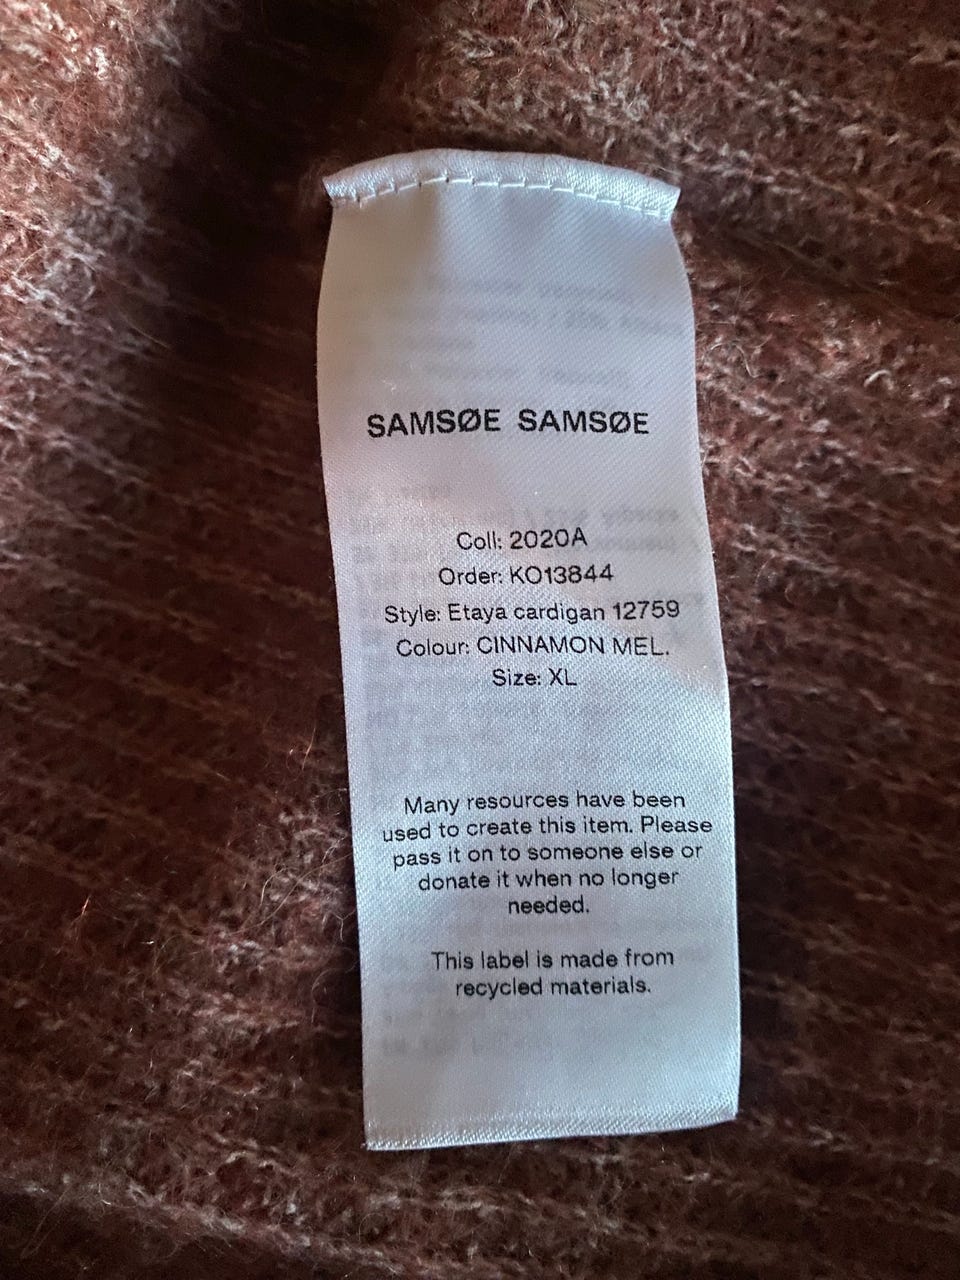 SAMSØE SAMSØE
Coll: 2020A
Order: KO13844
Style: Etaya cardigan 12759
Colour: CINNAMON MEL.
Size: XL
Many resources have been
used to create this item. Please
pass it on to someone else or
donate it when no longer
needed.
This label is made from
recycled materials.